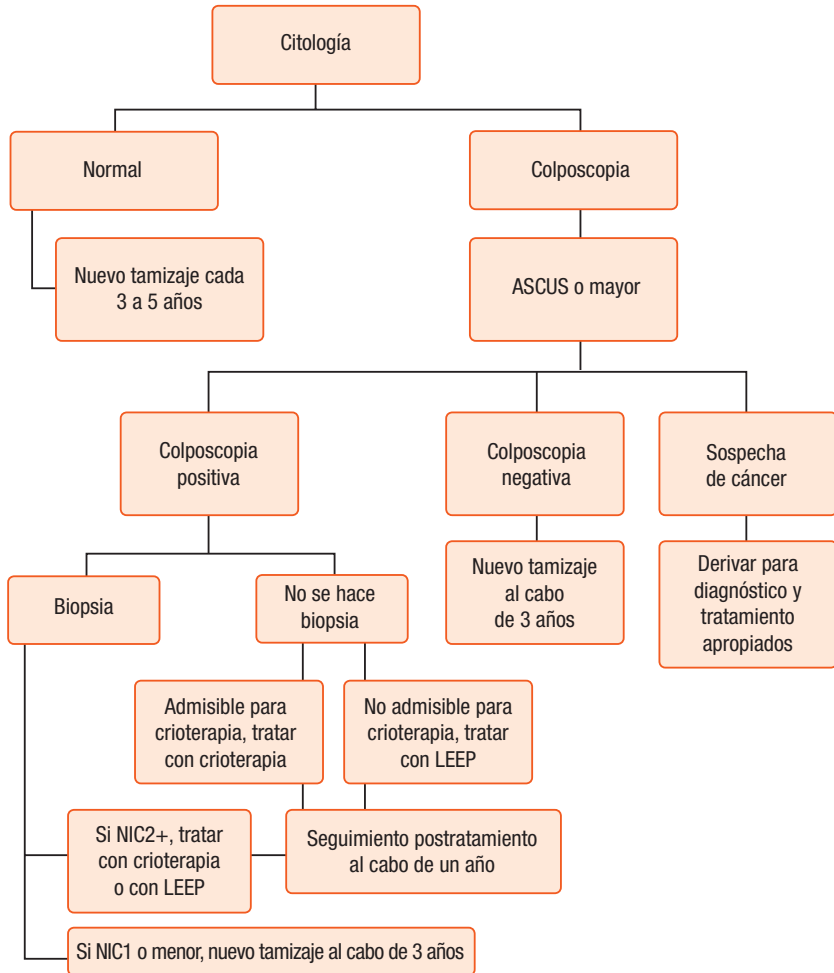 Citología
Normal
Colposcopia
Nuevo tamizaje cada
3 a 5 años
ASCUS o mayor
Colposcopia
positiva
Colposcopia
negativa
Sospecha
de cáncer
Biopsia
No se hace
biopsia
Nuevo tamizaje
al cabo
de 3 años
Derivar para
diagnóstico y
tratamiento
apropiados
Admisible para
crioterapia, tratar
con crioterapia
No admisible para
crioterapia, tratar
con LEEP
Si NIC2+, tratar
con crioterapia
o con LEEP
Seguimiento postratamiento
al cabo de un año
Si NIC1 o menor, nuevo tamizaje al cabo de 3 años